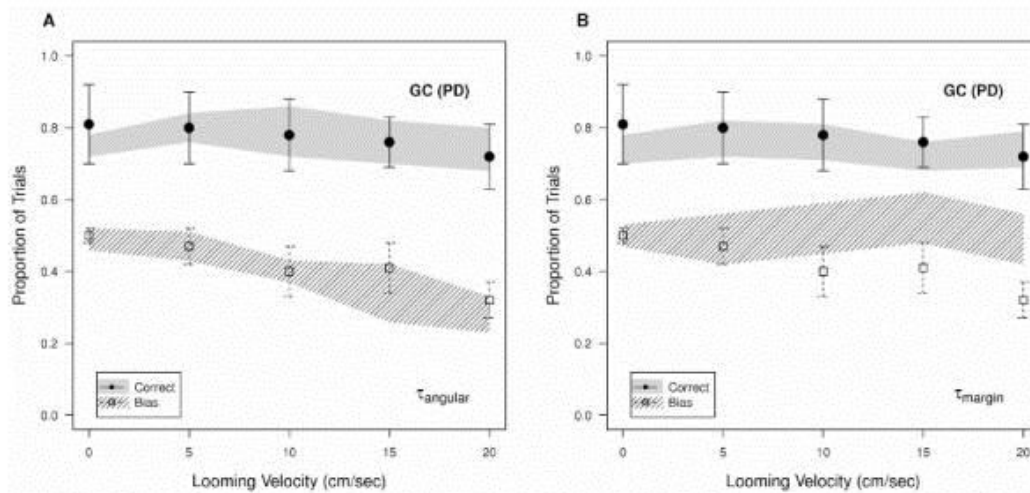 A
1.0
0.8
0.6
0.4
0.2
0.0
Proportion of Trials
GC (PD)
Correct
Bias
τangular
0
5
10
15
20
Looming Velocity (cm/sec)
B
1.0
0.8
0.6
0.4
0.2
0.0
Proportion of Trials
GC (PD)
Correct
Bias
τmargin
0
5
10
15
20
Looming Velocity (cm/sec)